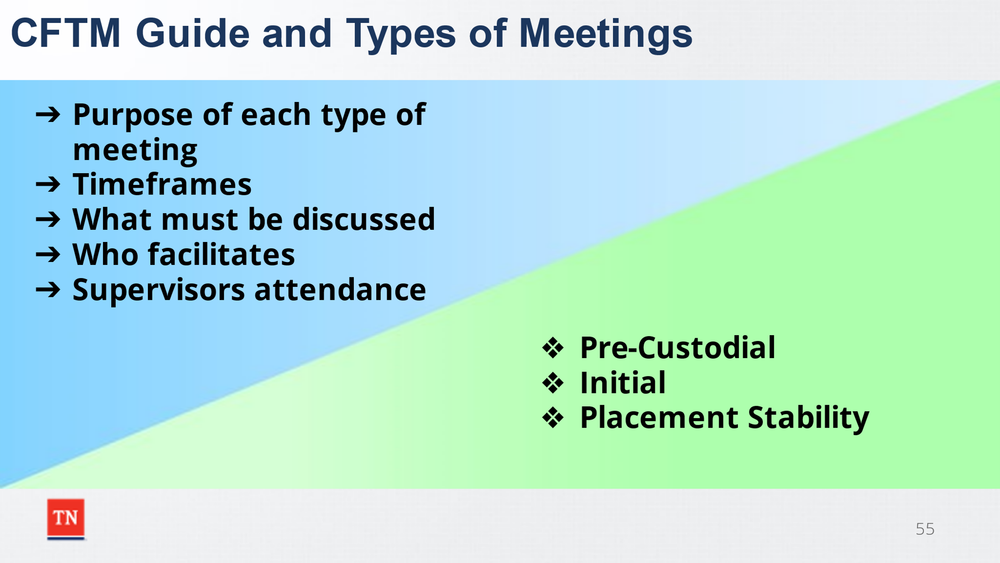 CFTM Guide and Types of Meetings
➔ Purpose of each type of
meeting
➔ Timeframes
➔ What must be discussed
➔ Who facilitates
➔ Supervisors attendance
❖ Pre-Custodial
❖ Initial
❖ Placement Stability
TN
55